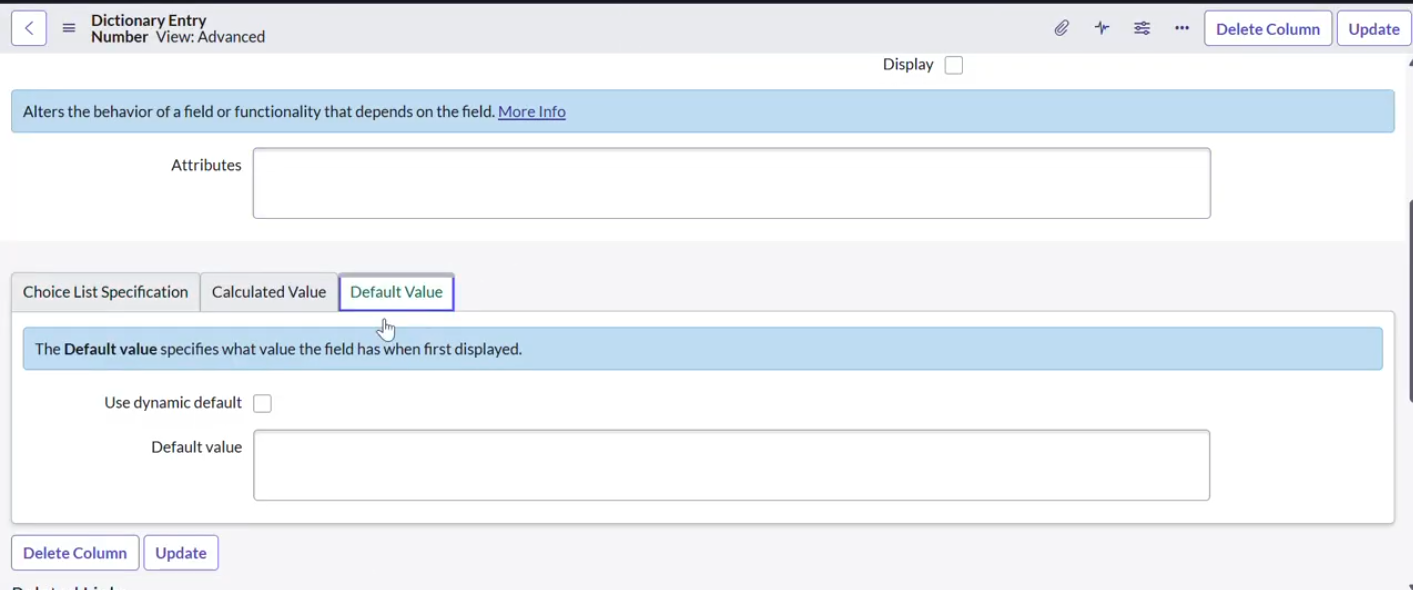 Dictionary Entry
Number View: Advanced
Delete Column
Update
Display
Alters the behavior of a field or functionality that depends on the field. More Info
Attributes
Choice List Specification
Calculated Value
Default Value
The Default value specifies what value the field has when first displayed.
Use dynamic default
Default value
Delete Column
Update